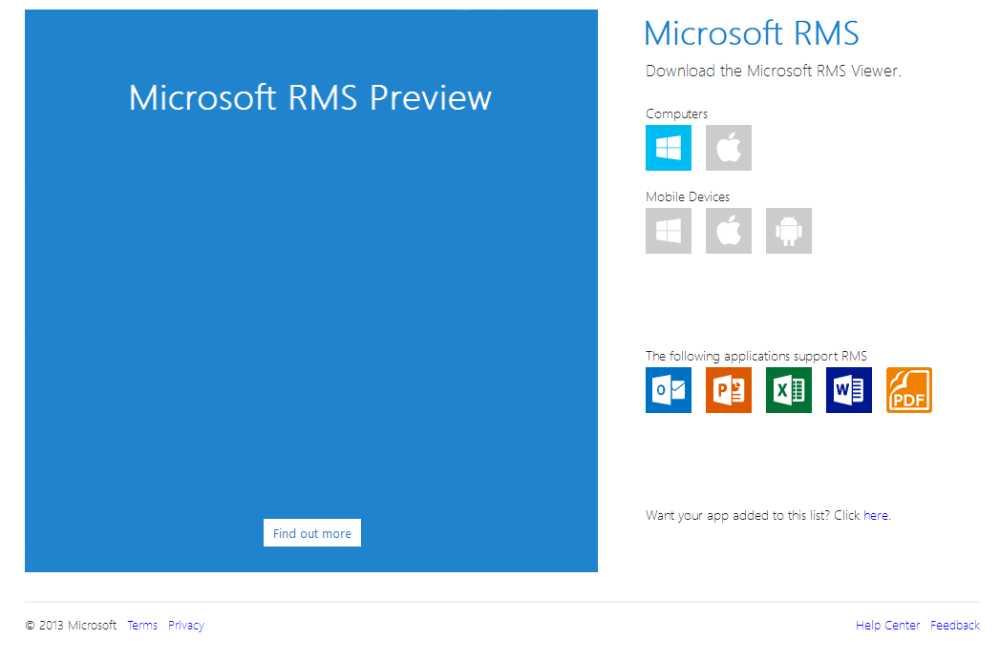 Microsoft RMS Preview
Find out more
Microsoft RMS
Download the Microsoft RMS Viewer.
Computers
Mobile Devices
The following applications support RMS
O
P
X
W
PDF
Want your app added to this list? Click here.
© 2013 Microsoft Terms Privacy
Help Center Feedback